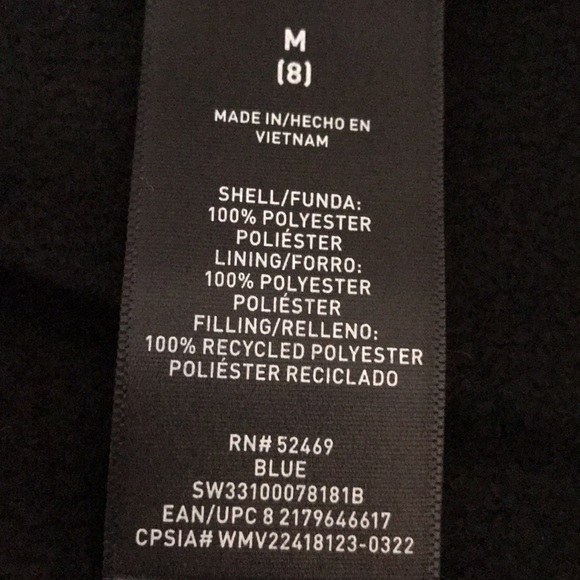 M
(8)
MADE IN/HECHO EN
VIETNAM
SHELL/FUNDA:
100% POLYESTER
POLIÉSTER
LINING/FORRO:
100% POLYESTER
POLIÉSTER
FILLING/RELLENO:
100% RECYCLED POLYESTER
POLIÉSTER RECICLADO
RN# 52469
BLUE
SW33100078181B
EAN/UPC 8 2179646617
CPSIA# WMV22418123-0322